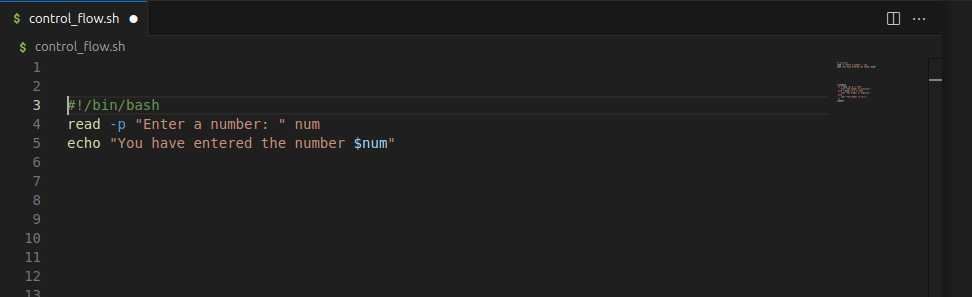 $ control_flow.sh
$ control_flow.sh
1
2
3 #!/bin/bash
4 read -p "Enter a number: " num
5 echo "You have entered the number $num"
6
7
8
9
10
11
12
13